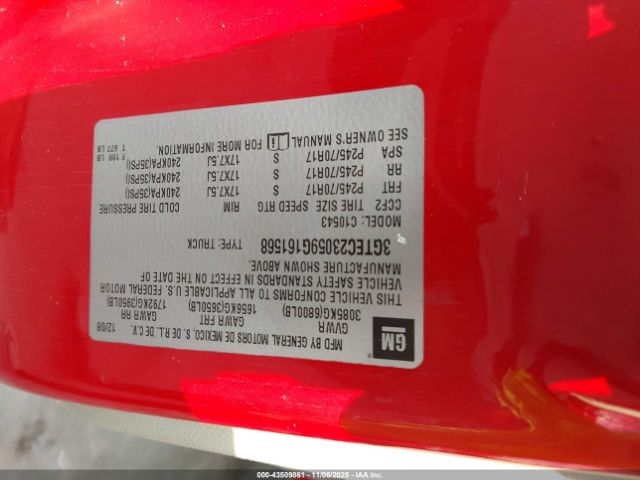 GM
MFD BY GENERAL MOTORS DE MEXICO, S. DE R.L. DE C.V. 12/08
GVWR GAWR FRT GAWR RR
3085KG(6800LB) 1656KG(3650LB) 1792KG(3950LB)
THIS VEHICLE CONFORMS TO ALL APPLICABLE U.S. FEDERAL MOTOR
VEHICLE SAFETY STANDARDS IN EFFECT ON THE DATE OF
MANUFACTURE SHOWN ABOVE.
3GTEC23059G161568 TYPE: TRUCK
MODEL: C10543
CCF2 TIRE SIZE SPEED RTG RIM COLD TIRE PRESSURE
FRT P245/70R17 S 17X7.5J 240KPA(35PSI)
RR P245/70R17 S 17X7.5J 240KPA(35PSI)
SPA P245/70R17 S 17X7.5J 240KPA(35PSI)
SEE OWNER'S MANUAL FOR MORE INFORMATION.
F 199 LB
T 677 LB
000-43509861 - 11/06/2025 - IAA Inc.